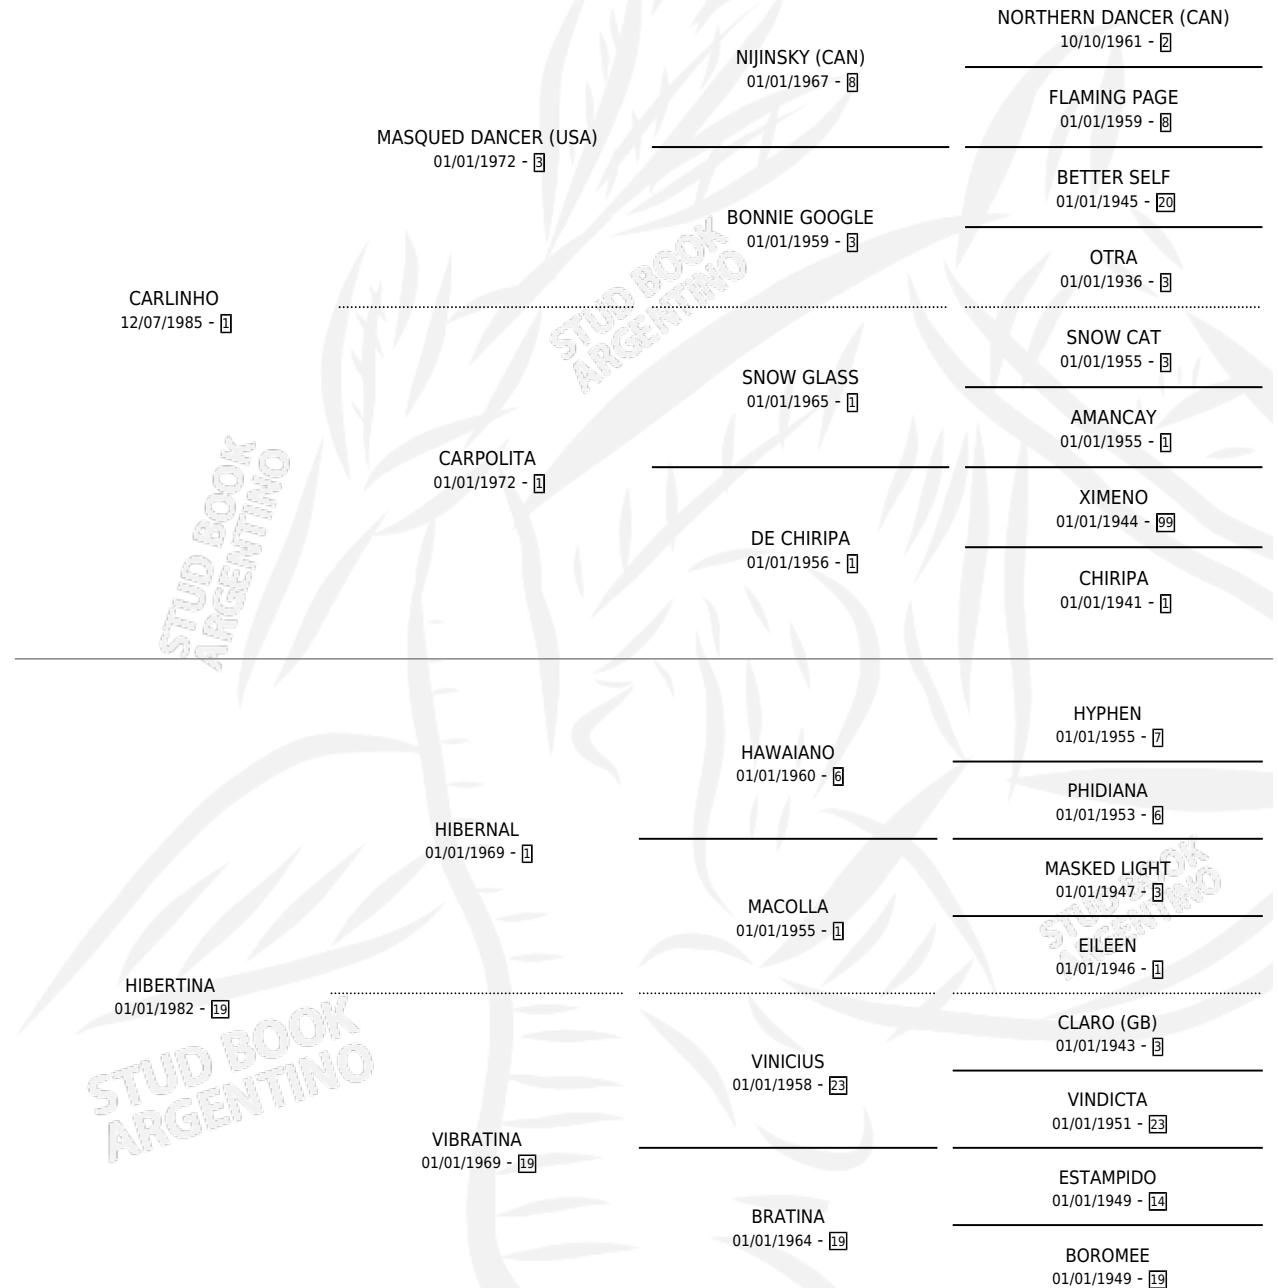 NORTHERN DANCER (CAN)
10/10/1961 - 2
NIJINSKY (CAN)
01/01/1967 - 8
FLAMING PAGE
01/01/1959 - 8
MASQUED DANCER (USA)
01/01/1972 - 3
BETTER SELF
01/01/1945 - 20
BONNIE GOOGLE
01/01/1959 - 3
OTRA
01/01/1936 - 3
CARLINHO
12/07/1985 - 1
SNOW CAT
01/01/1955 - 3
SNOW GLASS
01/01/1965 - 1
AMANCAY
01/01/1955 - 1
CARPOLITA
01/01/1972 - 1
XIMENO
01/01/1944 - 99
DE CHIRIPA
01/01/1956 - 1
CHIRIPA
01/01/1941 - 1
HYPHEN
01/01/1955 - 7
HAWAIANO
01/01/1960 - 6
PHIDIANA
01/01/1953 - 6
HIBERNAL
01/01/1969 - 1
MASKED LIGHT
01/01/1947 - 3
MACOLLA
01/01/1955 - 1
EILEEN
01/01/1946 - 1
HIBERTINA
01/01/1982 - 19
CLARO (GB)
01/01/1943 - 3
VINICIUS
01/01/1958 - 23
VINDICTA
01/01/1951 - 23
VIBRATINA
01/01/1969 - 19
ESTAMPIDO
01/01/1949 - 14
BRATINA
01/01/1964 - 19
BOROMEE
01/01/1949 - 19
STUD BOOK
ARGENTINO
STUD BOOK
ARGENTINO
STUD BOOK
ARGENTINO
STUD BOOK
ARGENTINO